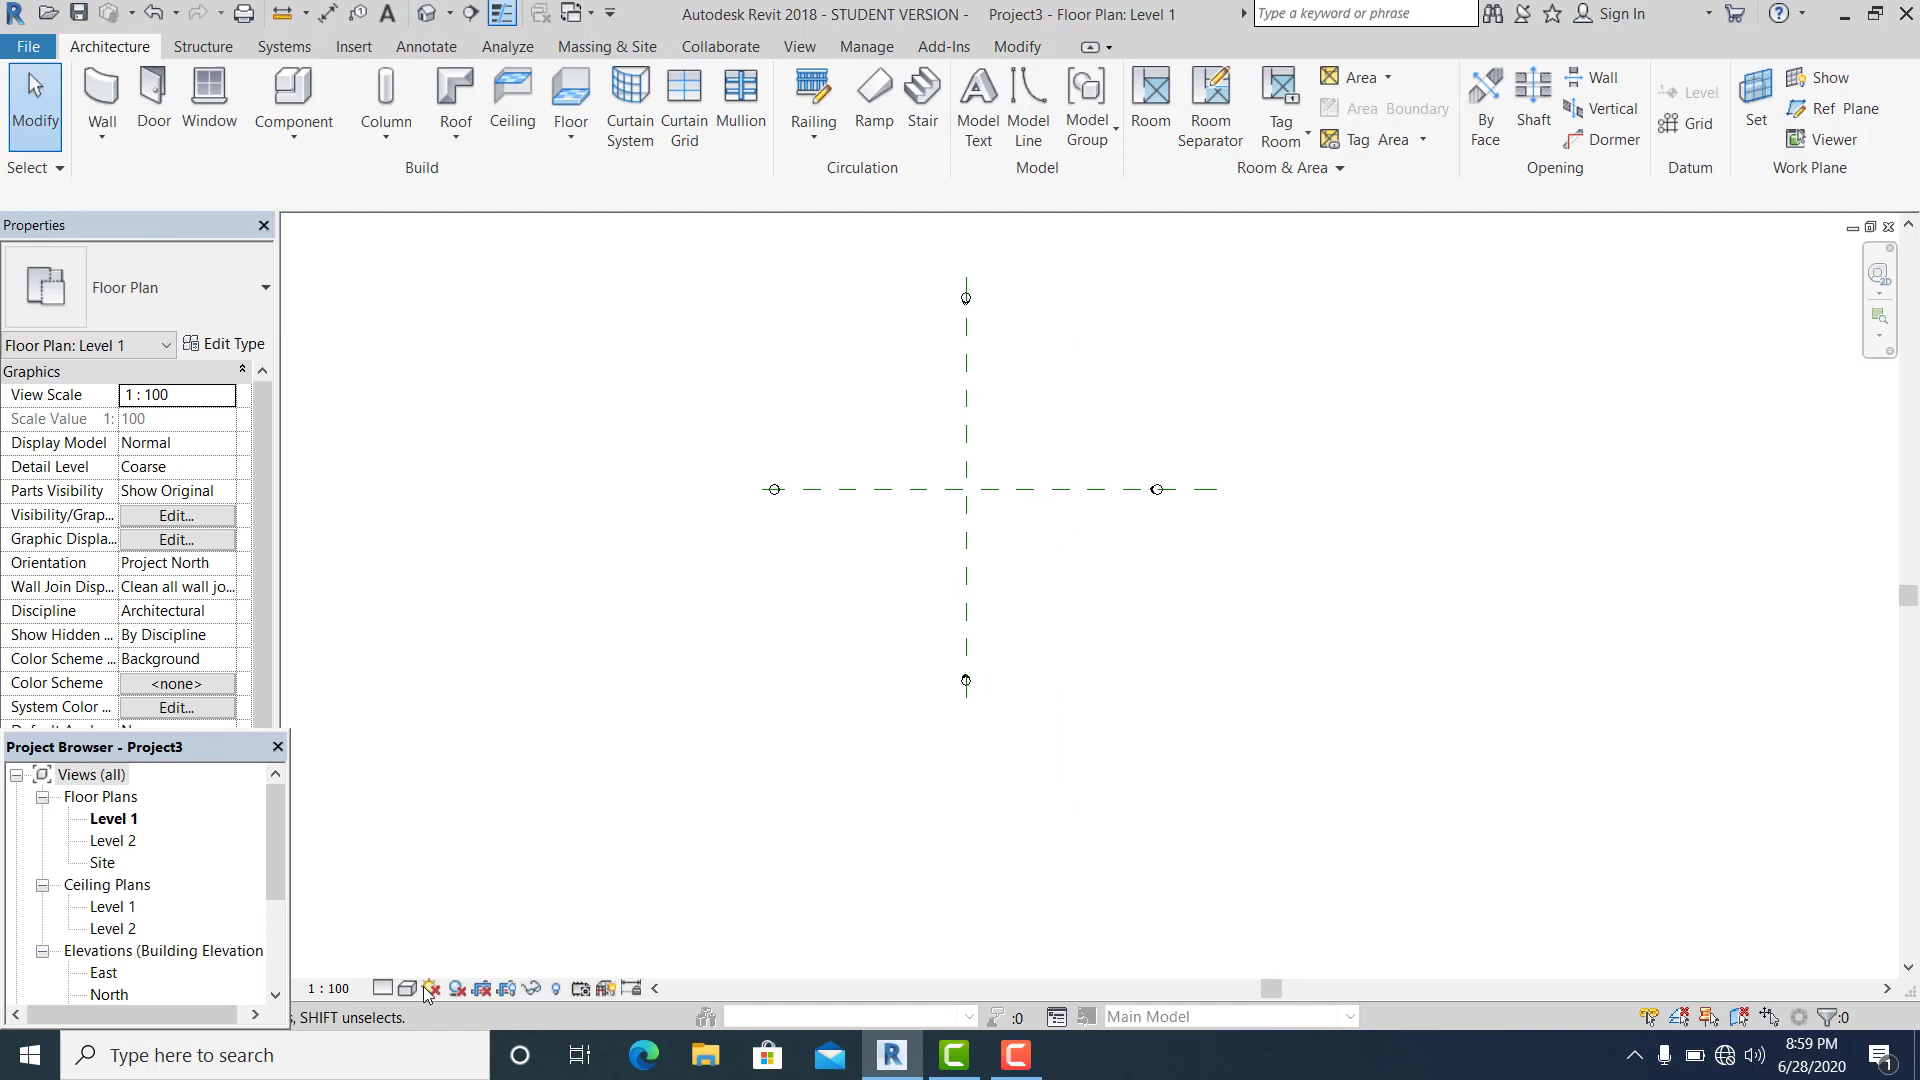 Autodesk Revit 2018 - STUDENT VERSION - Project3 - Floor Plan: Level 1
Type a keyword or phrase
Sign In
File Architecture Structure Systems Insert Annotate Analyze Massing & Site Collaborate View Manage Add-Ins Modify
Modify Wall Door Window Component Column Roof Ceiling Floor Curtain System Curtain Grid Mullion Railing Ramp Stair Model Text Model Line Model Group Room Room Separator Tag Room
Area
Area Boundary
Tag Area
By Face
Shaft
Wall
Vertical
Dormer
Level
Grid
Set
Show
Ref Plane
Viewer
Select Build Circulation Model Room & Area Opening Datum Work Plane
Properties
Floor Plan
Floor Plan: Level 1 Edit Type
Graphics
View Scale 1 : 100
Scale Value 1: 100
Display Model Normal
Detail Level Coarse
Parts Visibility Show Original
Visibility/Grap... Edit...
Graphic Displa... Edit...
Orientation Project North
Wall Join Disp... Clean all wall jo...
Discipline Architectural
Show Hidden ... By Discipline
Color Scheme ... Background
Color Scheme <none>
System Color ... Edit...
Project Browser - Project3
Views (all)
Floor Plans
Level 1
Level 2
Site
Ceiling Plans
Level 1
Level 2
Elevations (Building Elevation
East
North
1 : 100
, SHIFT unselects.
:0
Main Model
:0
Type here to search
8:59 PM
6/28/2020
1